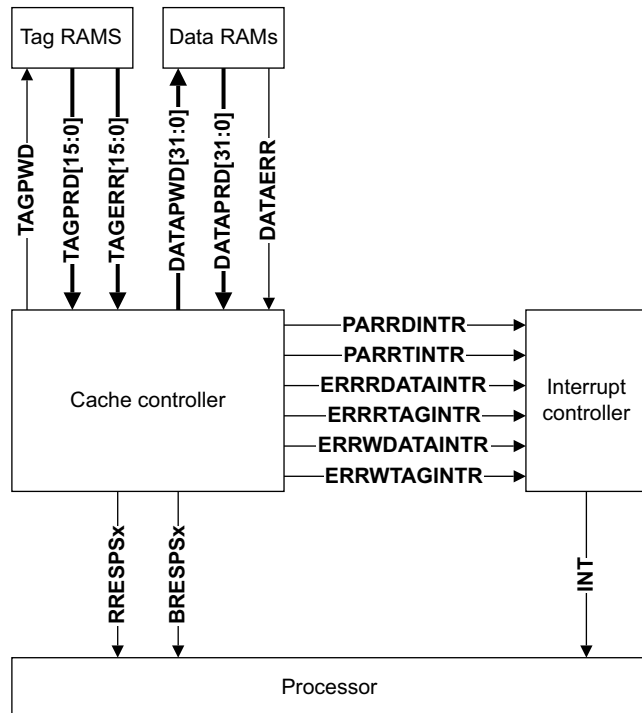 Tag RAMS
Data RAMs
TAGPWD
TAGPRD[15:0]
TAGERR[15:0]
DATAPWD[31:0]
DATAPRD[31:0]
DATAERR
PARRDINTR
PARRTINTR
ERRRDATAINTR
ERRRTAGINTR
ERRWDATAINTR
ERRWTAGINTR
Cache controller
Interrupt
controller
RRESPSx
BRESPSx
INT
Processor